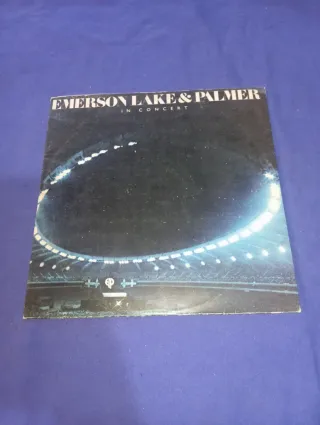 EMERSON LAKE & PALMER
IN CONCERT